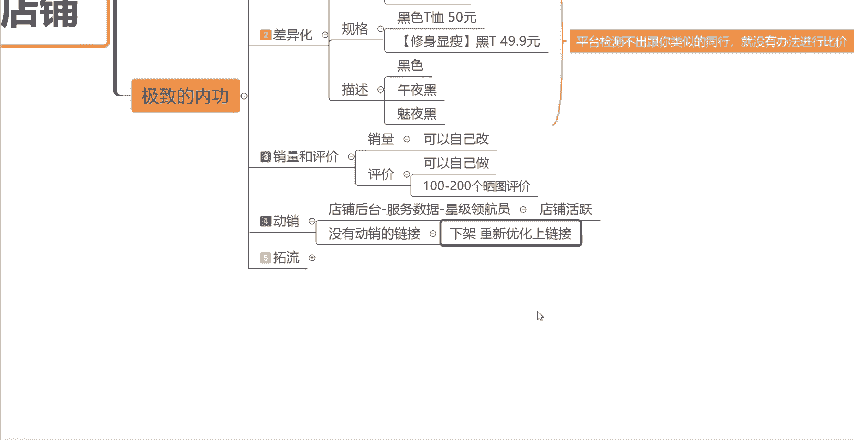 店铺
极致的内功
2 差异化
规格
黑色T恤 50元
【修身显瘦】黑T 49.9元
描述
黑色
午夜黑
魅夜黑
平台检测不出跟你类似的同行,就没有办法进行比价
销量和评价
销量
可以自己改
评价
可以自己做
100-200个晒图评价
4 动销
店铺后台-服务数据-星级领航员
店铺活跃
没有动销的链接
下架 重新优化上链接
5 拓流